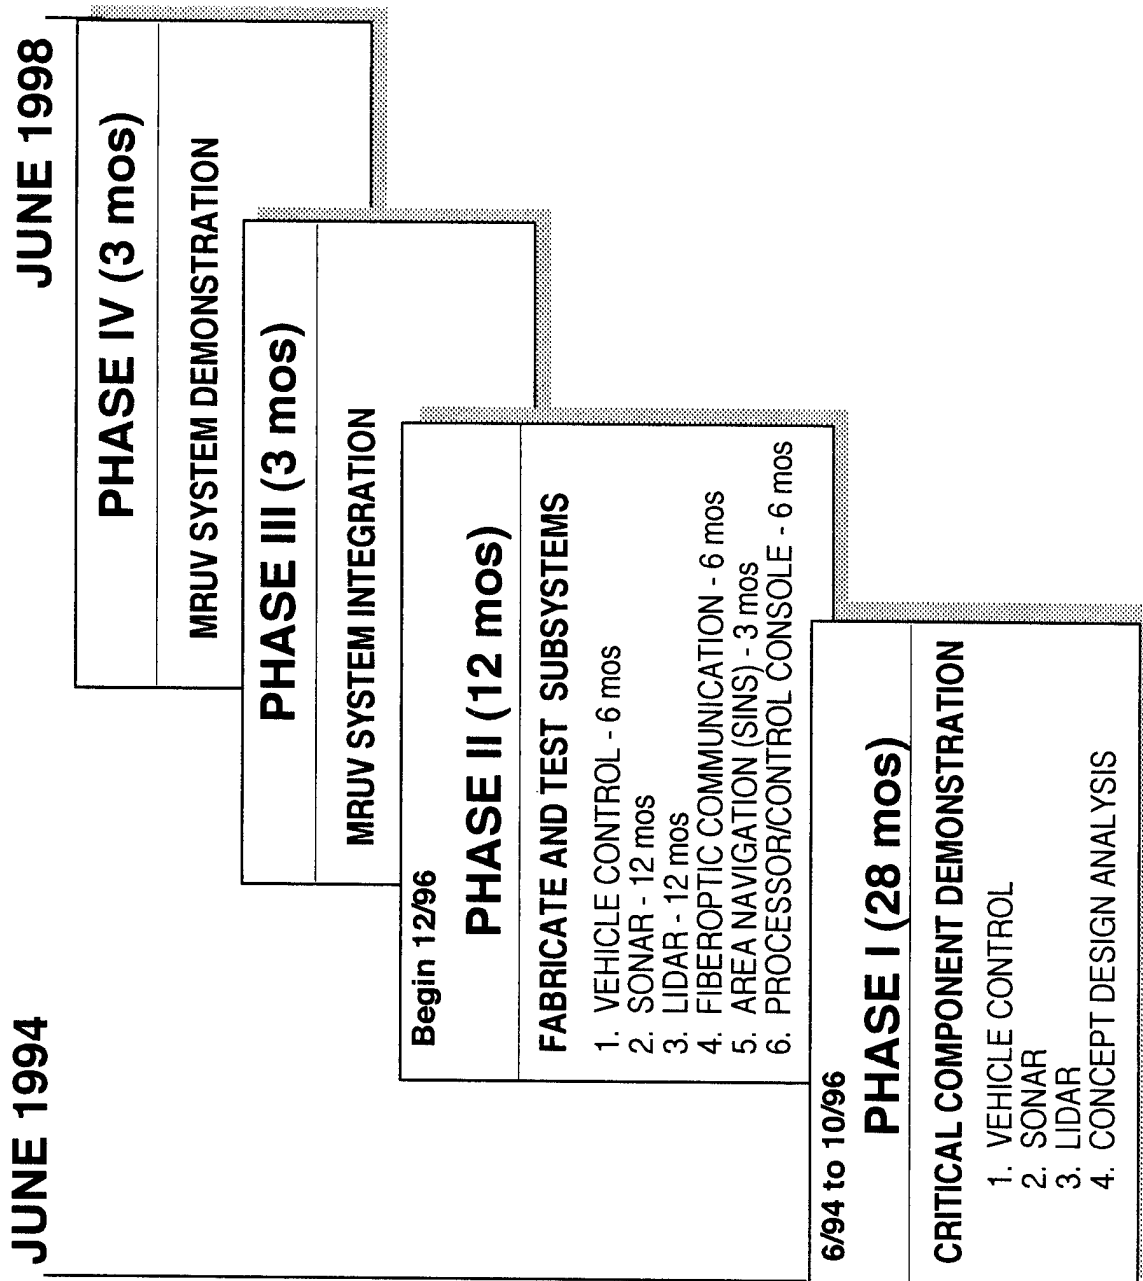 JUNE 1994
JUNE 1998
PHASE IV (3 mos)
MRUV SYSTEM DEMONSTRATION
PHASE III (3 mos)
MRUV SYSTEM INTEGRATION
Begin 12/96
PHASE II (12 mos)
FABRICATE AND TEST SUBSYSTEMS
1. VEHICLE CONTROL - 6 mos
2. SONAR - 12 mos
3. LIDAR - 12 mos
4. FIBEROPTIC COMMUNICATION - 6 mos
5. AREA NAVIGATION (SINS) - 3 mos
6. PROCESSOR/CONTROL CONSOLE - 6 mos
6/94 to 10/96
PHASE I (28 mos)
CRITICAL COMPONENT DEMONSTRATION
1. VEHICLE CONTROL
2. SONAR
3. LIDAR
4. CONCEPT DESIGN ANALYSIS